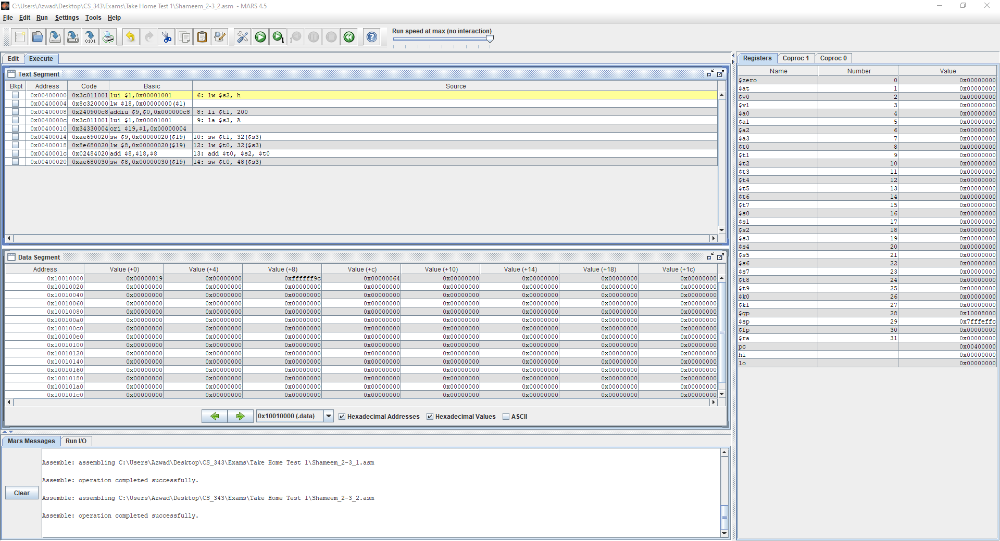 C:\Users\Azwad\Desktop\CS_343\Exams\Take Home Test 1\Shameem_2-3_2.asm - MARS 4.5
File Edit Run Settings Tools Help
Run speed at max (no interaction)
Edit Execute
Text Segment
Bkpt Address Code Basic Source
0x00400000 0x3c011001 lui $1,0x00001001 6: lw $s2, h
0x00400004 0x8c320000 lw $18,0x00000000($1)
0x00400008 0x240900c8 addiu $9,$0,0x000000c8 8: li $t1, 200
0x0040000c 0x3c011001 lui $1,0x00001001 9: la $s3, A
0x00400010 0x34330004 ori $19,$1,0x00000004
0x00400014 0xae690020 sw $9,0x00000020($19) 10: sw $t1, 32($s3)
0x00400018 0x8e680020 lw $8,0x00000020($19) 12: lw $t0, 32($s3)
0x0040001c 0x02484020 add $8,$18,$8 13: add $t0, $s2, $t0
0x00400020 0xae680030 sw $8,0x00000030($19) 14: sw $t0, 48($s3)
Data Segment
Address Value (+0) Value (+4) Value (+8) Value (+c) Value (+10) Value (+14) Value (+18) Value (+1c)
0x10010000 0x00000019 0x00000000 0xffffff9c 0x00000064 0x00000000 0x00000000 0x00000000 0x00000000
0x10010020 0x00000000 0x00000000 0x00000000 0x00000000 0x00000000 0x00000000 0x00000000 0x00000000
0x10010040 0x00000000 0x00000000 0x00000000 0x00000000 0x00000000 0x00000000 0x00000000 0x00000000
0x10010060 0x00000000 0x00000000 0x00000000 0x00000000 0x00000000 0x00000000 0x00000000 0x00000000
0x10010080 0x00000000 0x00000000 0x00000000 0x00000000 0x00000000 0x00000000 0x00000000 0x00000000
0x100100a0 0x00000000 0x00000000 0x00000000 0x00000000 0x00000000 0x00000000 0x00000000 0x00000000
0x100100c0 0x00000000 0x00000000 0x00000000 0x00000000 0x00000000 0x00000000 0x00000000 0x00000000
0x100100e0 0x00000000 0x00000000 0x00000000 0x00000000 0x00000000 0x00000000 0x00000000 0x00000000
0x10010100 0x00000000 0x00000000 0x00000000 0x00000000 0x00000000 0x00000000 0x00000000 0x00000000
0x10010120 0x00000000 0x00000000 0x00000000 0x00000000 0x00000000 0x00000000 0x00000000 0x00000000
0x10010140 0x00000000 0x00000000 0x00000000 0x00000000 0x00000000 0x00000000 0x00000000 0x00000000
0x10010160 0x00000000 0x00000000 0x00000000 0x00000000 0x00000000 0x00000000 0x00000000 0x00000000
0x10010180 0x00000000 0x00000000 0x00000000 0x00000000 0x00000000 0x00000000 0x00000000 0x00000000
0x100101a0 0x00000000 0x00000000 0x00000000 0x00000000 0x00000000 0x00000000 0x00000000 0x00000000
0x100101c0 0x00000000 0x00000000 0x00000000 0x00000000 0x00000000 0x00000000 0x00000000 0x00000000
0x10010000 (.data) Hexadecimal Addresses Hexadecimal Values ASCII
Mars Messages Run I/O
Assemble: assembling C:\Users\Azwad\Desktop\CS_343\Exams\Take Home Test 1\Shameem_2-3_1.asm
Assemble: operation completed successfully.
Assemble: assembling C:\Users\Azwad\Desktop\CS_343\Exams\Take Home Test 1\Shameem_2-3_2.asm
Assemble: operation completed successfully.
Clear
Registers Coproc 1 Coproc 0
Name Number Value
$zero 0 0x00000000
$at 1 0x00000000
$v0 2 0x00000000
$v1 3 0x00000000
$a0 4 0x00000000
$a1 5 0x00000000
$a2 6 0x00000000
$a3 7 0x00000000
$t0 8 0x00000000
$t1 9 0x00000000
$t2 10 0x00000000
$t3 11 0x00000000
$t4 12 0x00000000
$t5 13 0x00000000
$t6 14 0x00000000
$t7 15 0x00000000
$s0 16 0x00000000
$s1 17 0x00000000
$s2 18 0x00000000
$s3 19 0x00000000
$s4 20 0x00000000
$s5 21 0x00000000
$s6 22 0x00000000
$s7 23 0x00000000
$t8 24 0x00000000
$t9 25 0x00000000
$k0 26 0x00000000
$k1 27 0x00000000
$gp 28 0x10008000
$sp 29 0x7fffeffc
$fp 30 0x00000000
$ra 31 0x00000000
pc 0x00400000
hi 0x00000000
lo 0x00000000